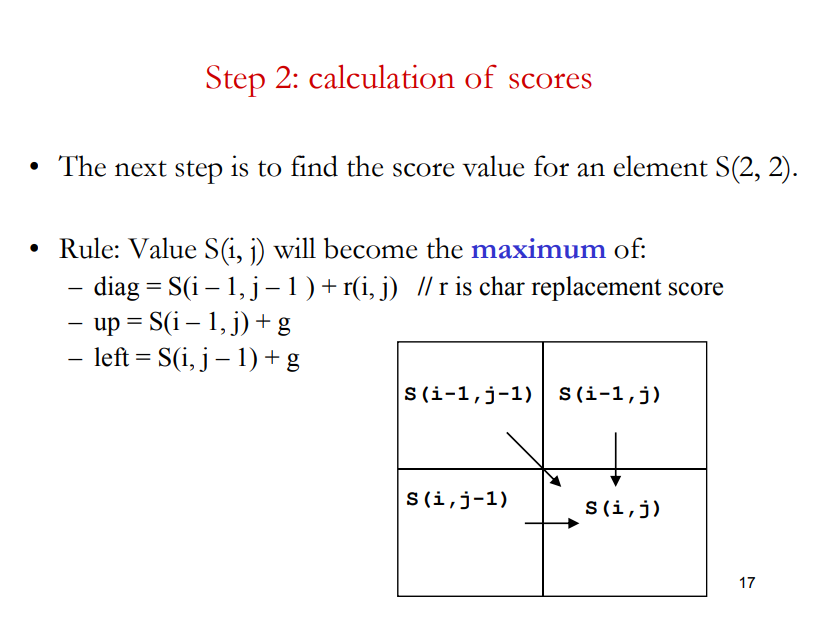 Step 2: calculation of scores
• The next step is to find the score value for an element S(2, 2).
• Rule: Value S(i, j) will become the maximum of:
– diag = S(i – 1, j – 1 ) + r(i, j) // r is char replacement score
– up = S(i – 1, j) + g
– left = S(i, j – 1) + g
S(i-1,j-1) S(i-1,j)
S(i,j-1) S(i,j)
17